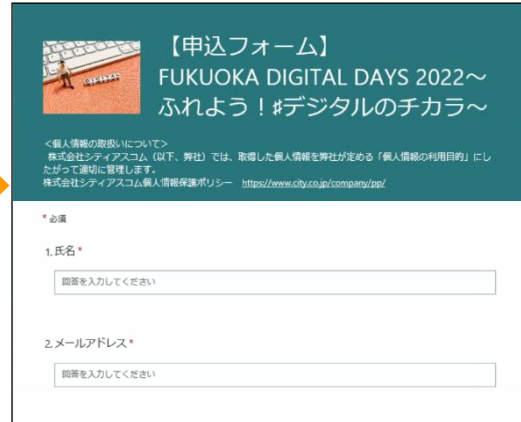 【申込フォーム】
FUKUOKA DIGITAL DAYS 2022～
ふれよう！#デジタルのチカラ～
<個人情報の取扱いについて>
株式会社シティアスコム（以下、弊社）では、取得した個人情報を弊社が定める「個人情報の利用目的」にし
たがって適切に管理します。
株式会社シティアスコム個人情報保護ポリシー https://www.city.co.jp/company/pp/
* 必須
1. 氏名 *
回答を入力してください
2. メールアドレス *
回答を入力してください